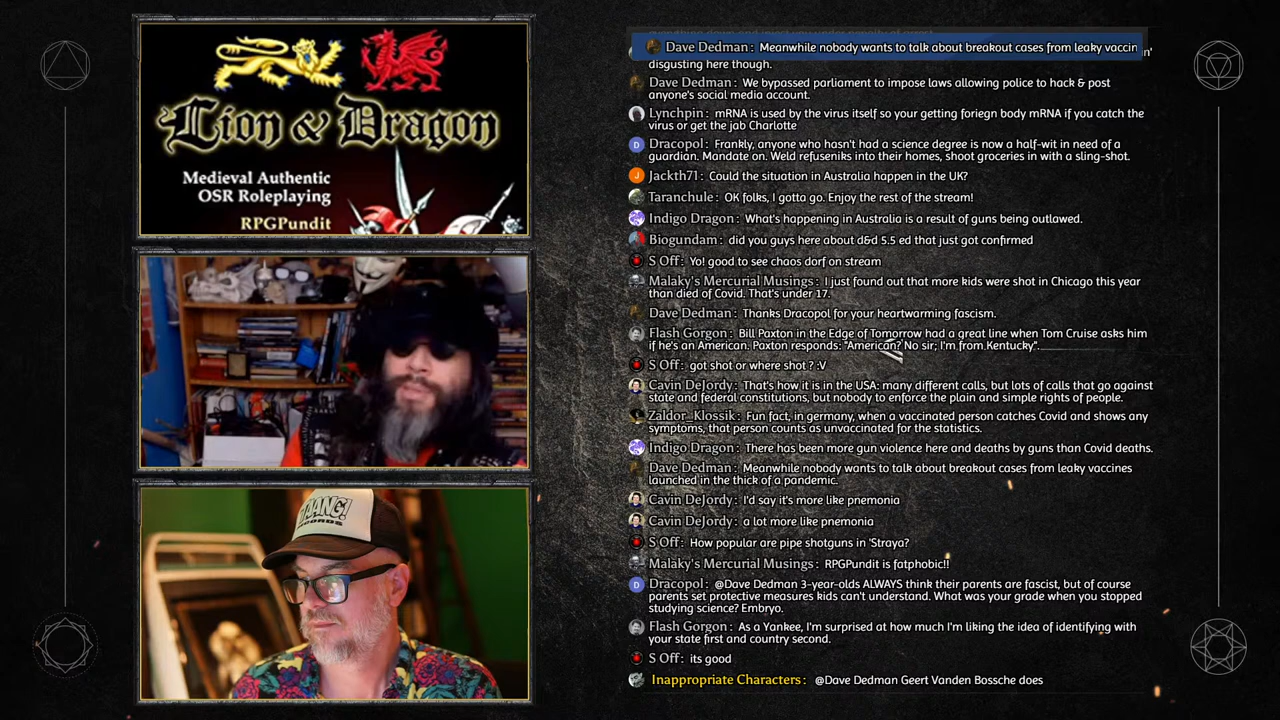 Lion & Dragon
Medieval Authentic
OSR Roleplaying
RPGPundit
Dave Dedman: Meanwhile nobody wants to talk about breakout cases from leaky vaccin
disgusting here though.
Dave Dedman: We bypassed parliament to impose laws allowing police to hack & post
anyone's social media account.
Lynchpin: mRNA is used by the virus itself so your getting foriegn body mRNA if you catch the
virus or get the jab Charlotte
D Dracopol: Frankly, anyone who hasn't had a science degree is now a half-wit in need of a
guardian. Mandate on. Weld refuseniks into their homes, shoot groceries in with a sling-shot.
J Jackth71: Could the situation in Australia happen in the UK?
Taranchule: OK folks, I gotta go. Enjoy the rest of the stream!
Indigo Dragon: What's happening in Australia is a result of guns being outlawed.
Biogundam: did you guys here about d&d 5.5 ed that just got confirmed
S Off: Yo! good to see chaos dorf on stream
Malaky's Mercurial Musings: I just found out that more kids were shot in Chicago this year
than died of Covid. That's under 17.
Dave Dedman: Thanks Dracopol for your heartwarming fascism.
Flash Gorgon: Bill Paxton in the Edge of Tomorrow had a great line when Tom Cruise asks him
if he's an American. Paxton responds: "American? No sir; I'm from Kentucky".
S Off: got shot or where shot ? :V
Cavin DeJordy: That's how it is in the USA: many different calls, but lots of calls that go against
state and federal constitutions, but nobody to enforce the plain and simple rights of people.
Zaldor_Klossik: Fun fact, in germany, when a vaccinated person catches Covid and shows any
symptoms, that person counts as unvaccinated for the statistics.
Indigo Dragon: There has been more gun violence here and deaths by guns than Covid deaths.
Dave Dedman: Meanwhile nobody wants to talk about breakout cases from leaky vaccines
launched in the thick of a pandemic.
Cavin DeJordy: I'd say it's more like pnemonia
Cavin DeJordy: a lot more like pnemonia
S Off: How popular are pipe shotguns in 'Straya?
Malaky's Mercurial Musings: RPGPundit is fatphobic!!
D Dracopol: @Dave Dedman 3-year-olds ALWAYS think their parents are fascist, but of course
parents set protective measures kids can't understand. What was your grade when you stopped
studying science? Embryo.
Flash Gorgon: As a Yankee, I'm surprised at how much I'm liking the idea of identifying with
your state first and country second.
S Off: its good
Inappropriate Characters: @Dave Dedman Geert Vanden Bossche does